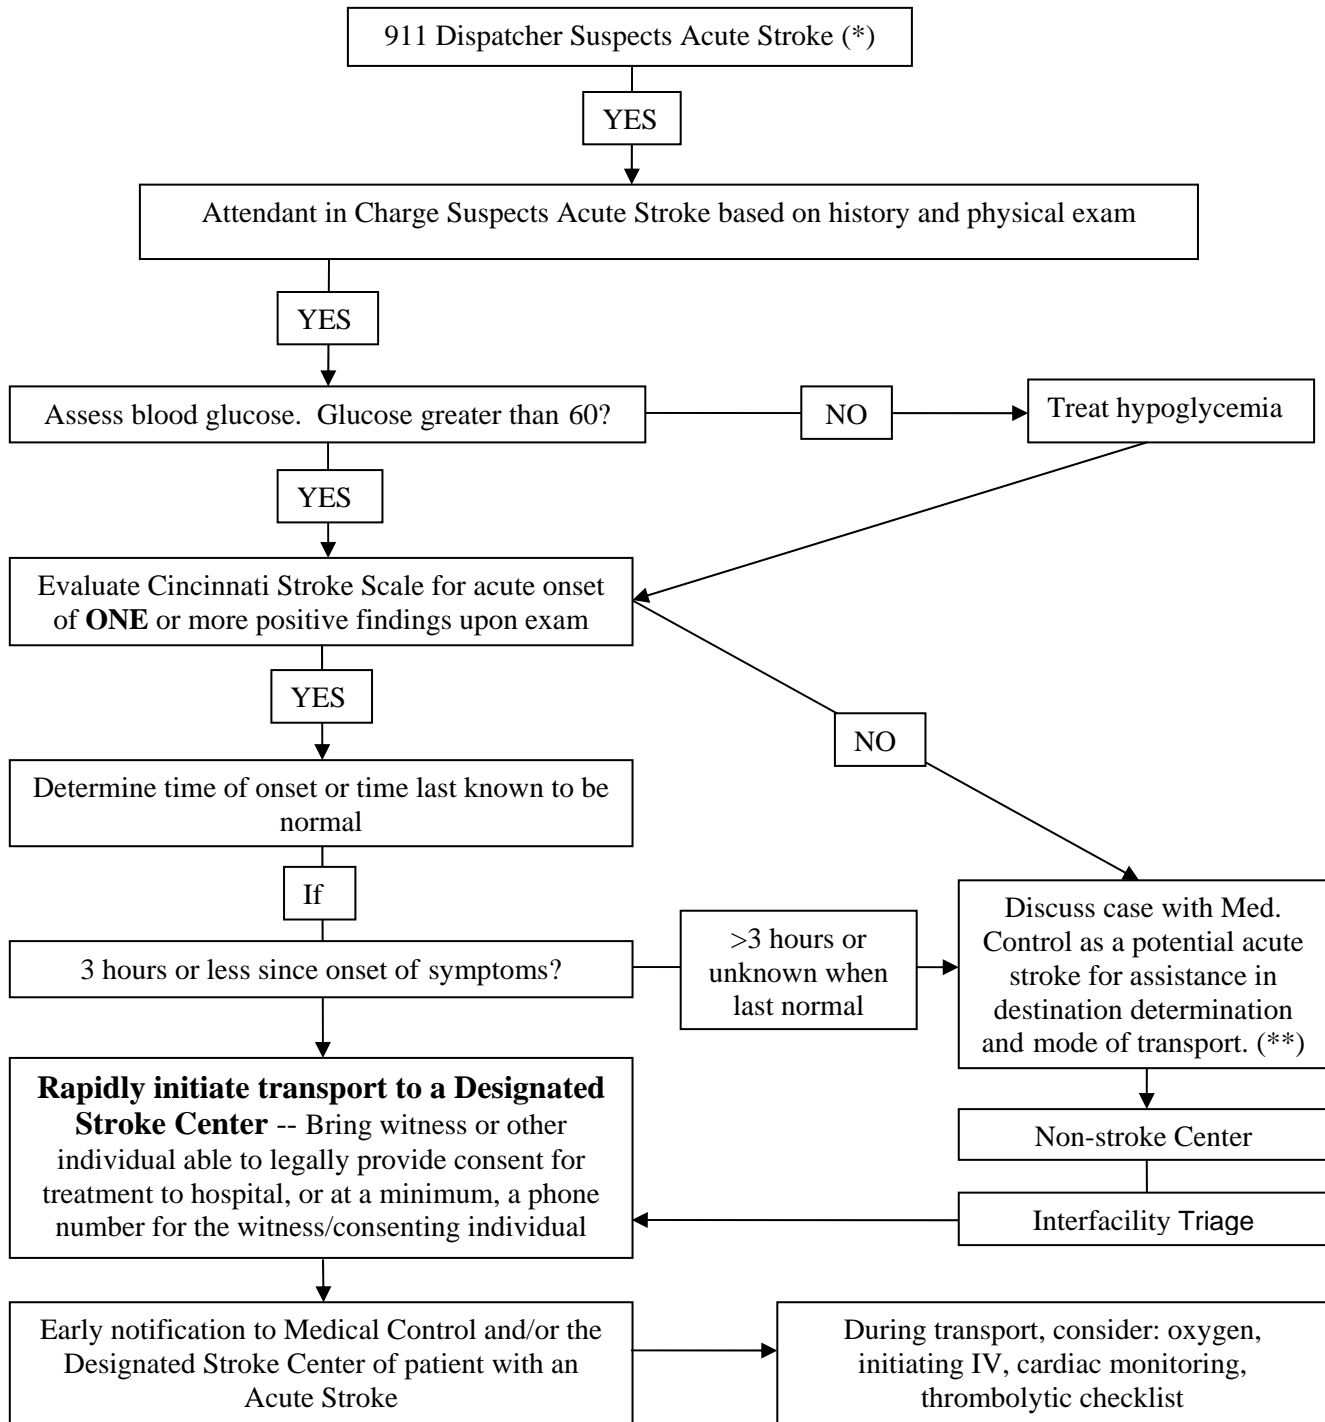 911 Dispatcher Suspects Acute Stroke (*)
YES
Attendant in Charge Suspects Acute Stroke based on history and physical exam
YES
Assess blood glucose.  Glucose greater than 60?
NO
Treat hypoglycemia
YES
Evaluate Cincinnati Stroke Scale for acute onset
of ONE or more positive findings upon exam
YES
NO
Determine time of onset or time last known to be
normal
If
3 hours or less since onset of symptoms?
>3 hours or
unknown when
last normal
Discuss case with Med.
Control as a potential acute
stroke for assistance in
destination determination
and mode of transport. (**)
Rapidly initiate transport to a Designated
Stroke Center -- Bring witness or other
individual able to legally provide consent for
treatment to hospital, or at a minimum, a phone
number for the witness/consenting individual
Non-stroke Center
Interfacility Triage
Early notification to Medical Control and/or the
Designated Stroke Center of patient with an
Acute Stroke
During transport, consider: oxygen,
initiating IV, cardiac monitoring,
thrombolytic checklist